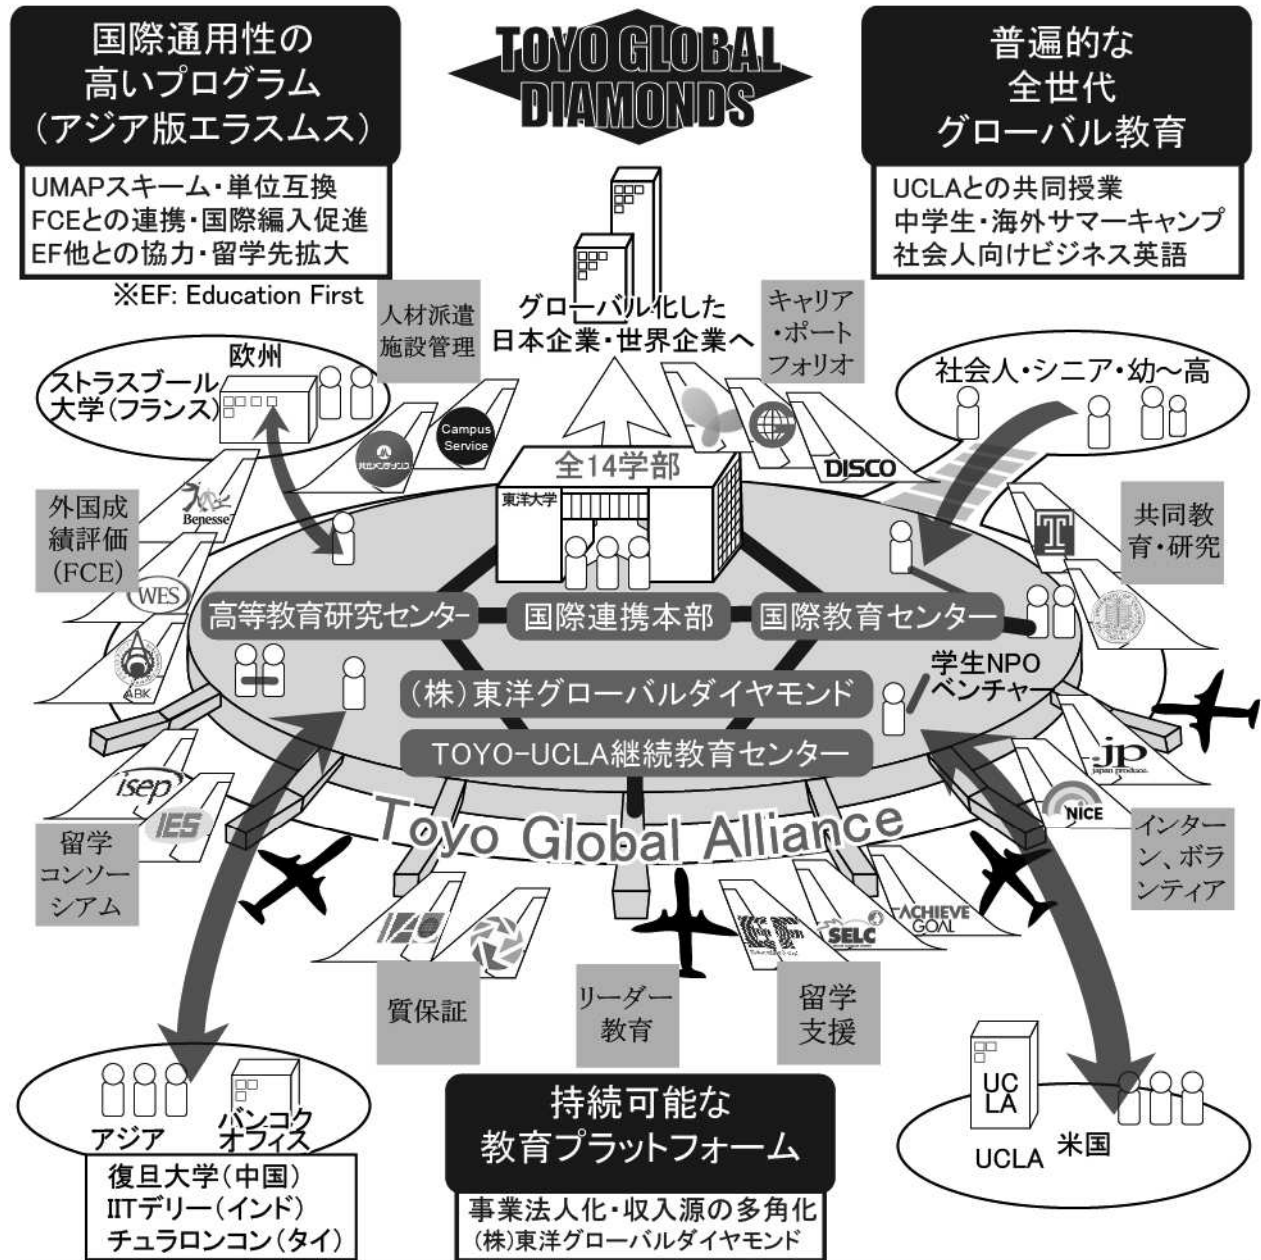 国際通用性の
高いプログラム
（アジア版エラスムス）
UMAPスキーム・単位互換
FCEとの連携・国際編入促進
EF他との協力・留学先拡大
※EF: Education First
TOYO GLOBAL
DIAMONDS
普遍的な
全世代
グローバル教育
UCLAとの共同授業
中学生・海外サマーキャンプ
社会人向けビジネス英語
人材派遣
施設管理
グローバル化した
日本企業・世界企業へ
キャリア
・ポート
フォリオ
欧州
ストラスブール
大学（フランス）
社会人・シニア・幼～高
共立メンテナンス
Campus
Service
DISCO
全14学部
東洋大学
外国成
績評価
（FCE）
Benesse
WES
ABK
共同教
育・研究
高等教育研究センター
国際連携本部
国際教育センター
学生NPO
ベンチャー
（株）東洋グローバルダイヤモンド
TOYO-UCLA継続教育センター
Toyo Global Alliance
isep
IES
留学
コンソー
シアム
jp
japan produce.
NICE
インター
ン、ボラ
ンティア
EF
SELC
ACHIEVE
GOAL
質保証
リーダー
教育
留学
支援
アジア
バンコク
オフィス
復旦大学（中国）
IITデリー（インド）
チュラロンコン（タイ）
持続可能な
教育プラットフォーム
事業法人化・収入源の多角化
（株）東洋グローバルダイヤモンド
UC
LA
UCLA
米国